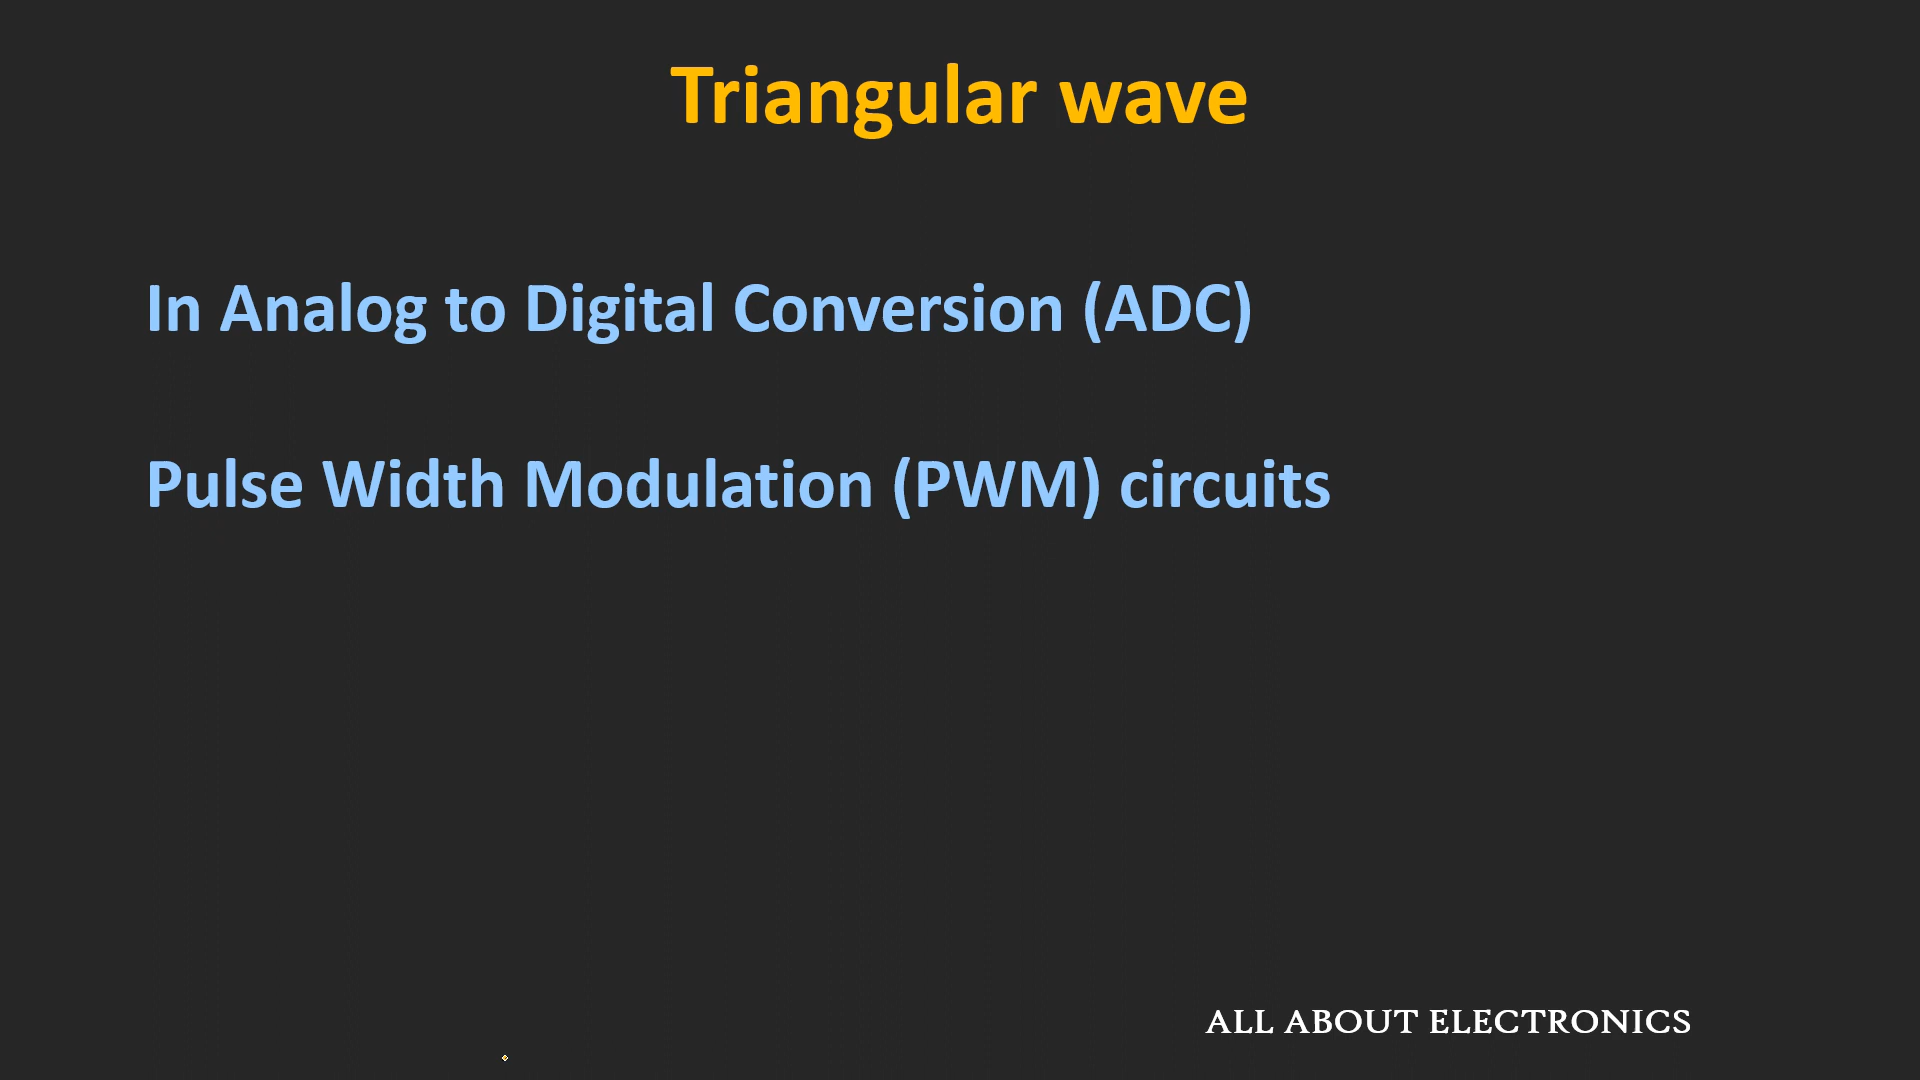 Triangular wave
In Analog to Digital Conversion (ADC)
Pulse Width Modulation (PWM) circuits
ALL ABOUT ELECTRONICS